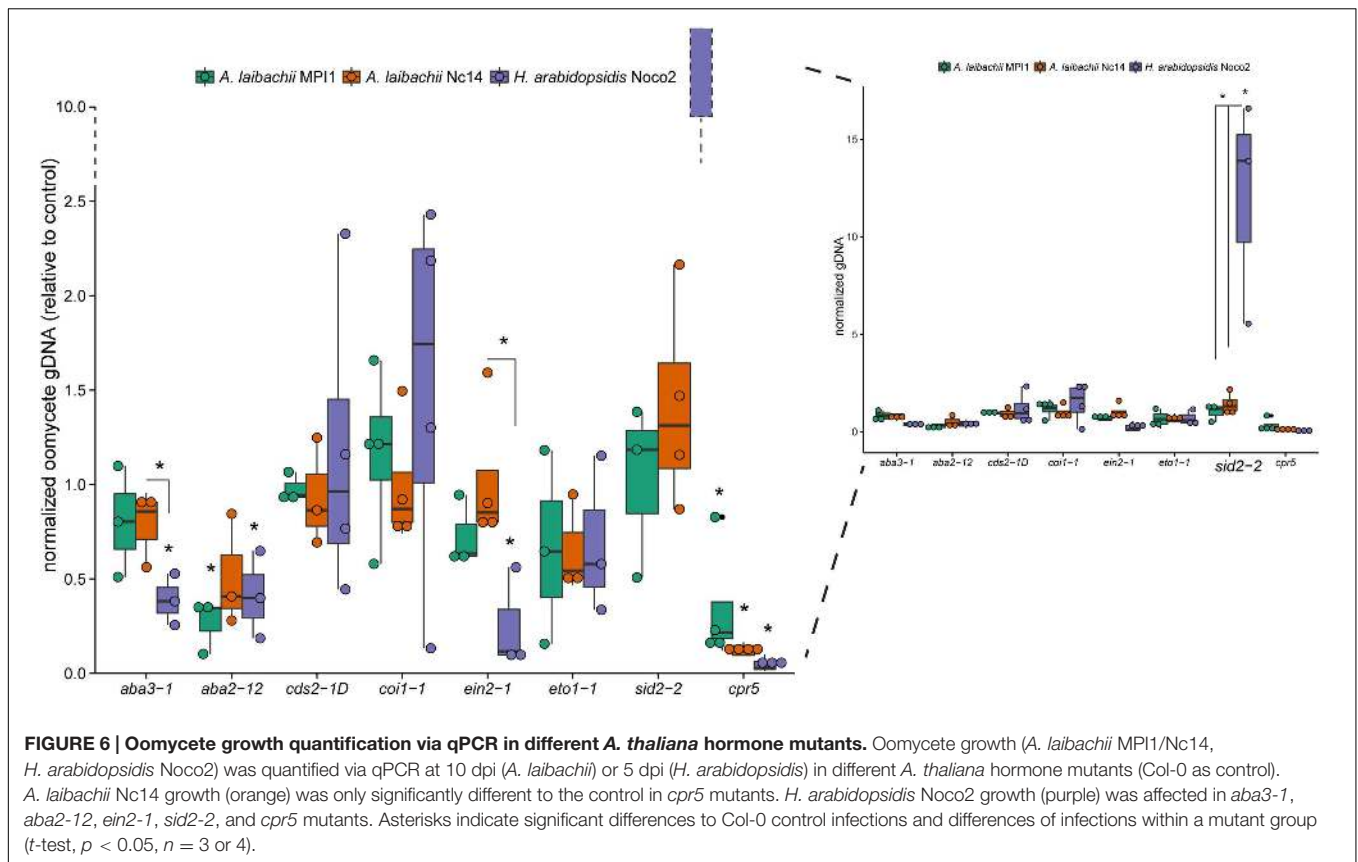 A. laibachii MPI1 A. laibachii Nc14 H. arabidopsidis Noco2
normalized oomycete gDNA (relative to control)
10.0
2.5
2.0
1.5
1.0
0.5
0.0
* * * * * * * * *
aba3-1 aba2-12 cds2-1D coi1-1 ein2-1 eto1-1 sid2-2 cpr5
A. laibachii MPI1 A. laibachii Nc14 H. arabidopsidis Noco2
normalized gDNA
15
10
5
0
* *
aba3-1 aba2-12 cds2-1D coi1-1 ein2-1 eto1-1 sid2-2 cpr5
FIGURE 6 | Oomycete growth quantification via qPCR in different A. thaliana hormone mutants. Oomycete growth (A. laibachii MPI1/Nc14,
H. arabidopsidis Noco2) was quantified via qPCR at 10 dpi (A. laibachii) or 5 dpi (H. arabidopsidis) in different A. thaliana hormone mutants (Col-0 as control).
A. laibachii Nc14 growth (orange) was only significantly different to the control in cpr5 mutants. H. arabidopsidis Noco2 growth (purple) was affected in aba3-1,
aba2-12, ein2-1, sid2-2, and cpr5 mutants. Asterisks indicate significant differences to Col-0 control infections and differences of infections within a mutant group
(t-test, p < 0.05, n = 3 or 4).